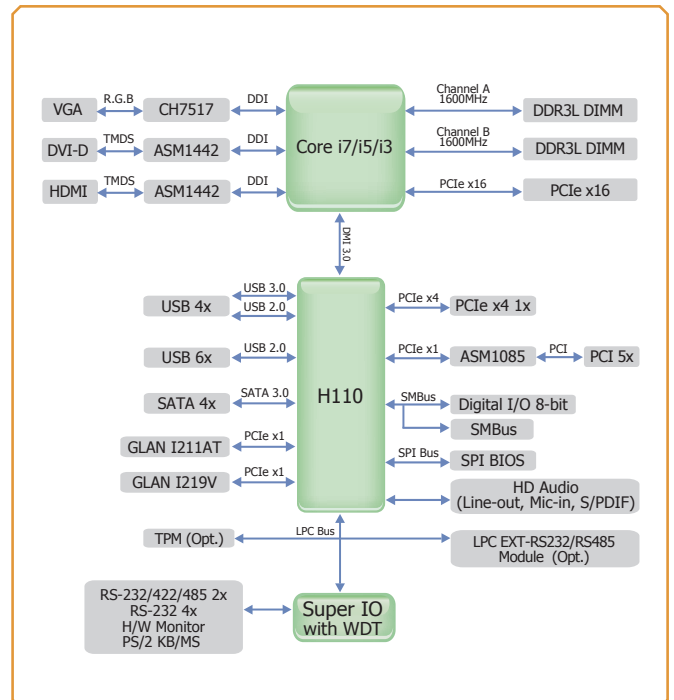 R.G.B
DDI
Channel A
1600MHz
VGA
CH7517
DDR3L DIMM
TMDS
DDI
Core i7/i5/i3
Channel B
1600MHz
DVI-D
ASM1442
DDR3L DIMM
TMDS
DDI
PCIe x16
HDMI
ASM1442
PCIe x16
DMI 3.0
USB 3.0
USB 4x
USB 2.0
PCIe x4
PCIe x4 1x
USB 2.0
USB 6x
PCIe x1
ASM1085
PCI
PCI 5x
H110
SATA 3.0
SATA 4x
SMBus
Digital I/O 8-bit
SMBus
PCIe x1
GLAN I211AT
SPI Bus
SPI BIOS
PCIe x1
GLAN I219V
HD Audio
(Line-out, Mic-in, S/PDIF)
TPM (Opt.)
LPC Bus
LPC EXT-RS232/RS485
Module (Opt.)
RS-232/422/485 2x
RS-232 4x
H/W Monitor
PS/2 KB/MS
Super IO
with WDT